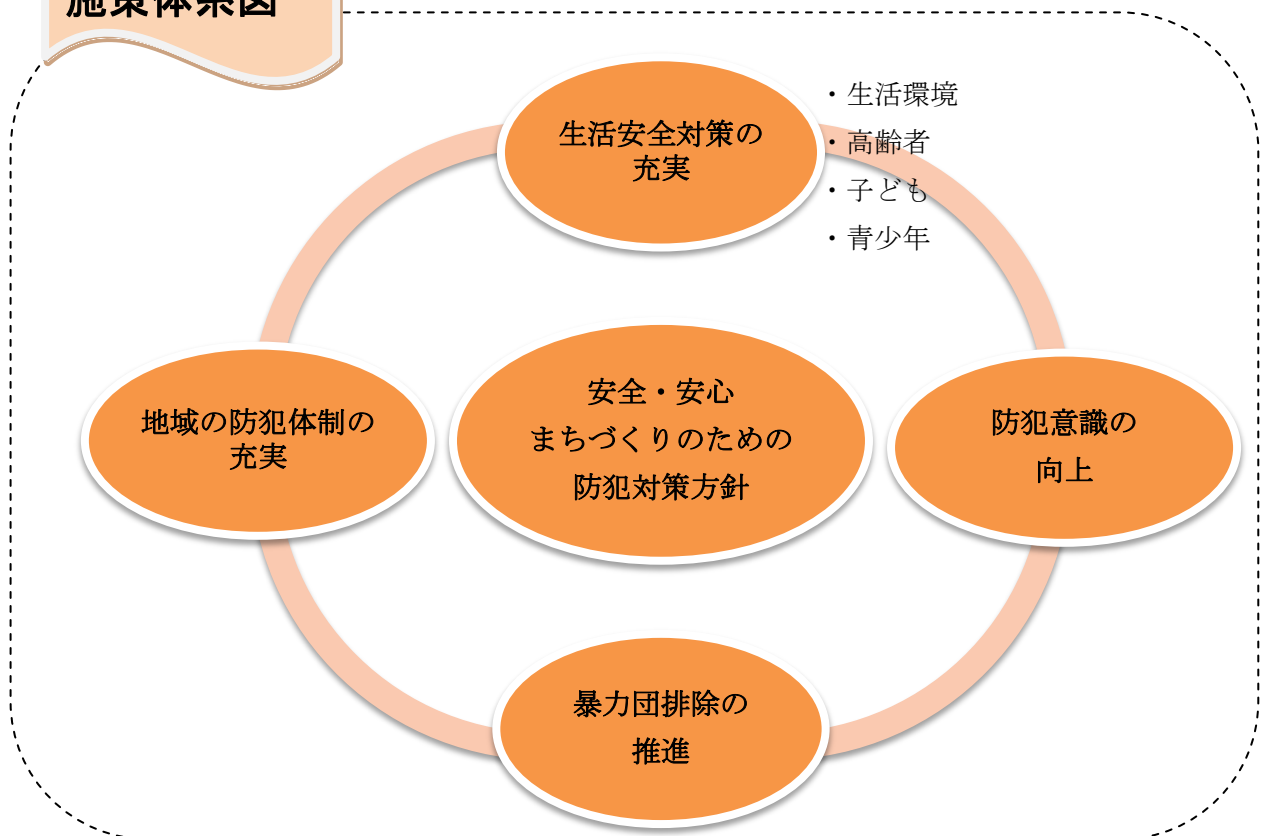 施策体系図
生活安全対策の
充実
・生活環境
・高齢者
・子ども
・青少年
地域の防犯体制の
充実
安全・安心
まちづくりのための
防犯対策方針
防犯意識の
向上
暴力団排除の
推進